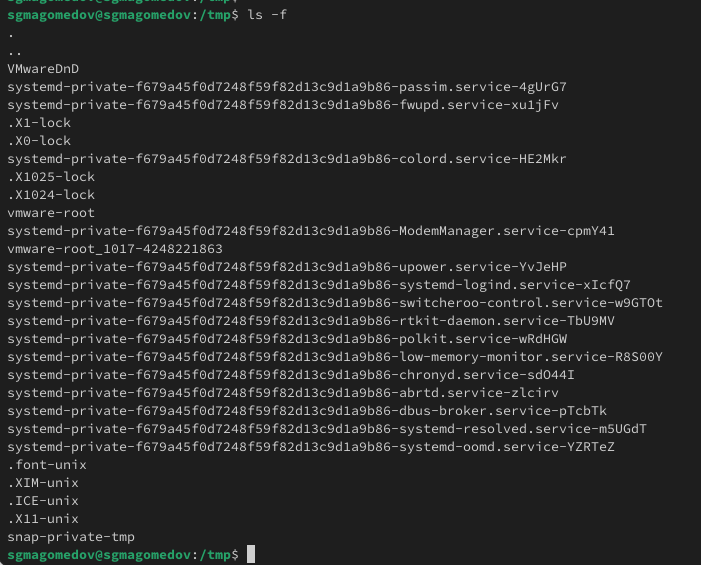 sgmagomedov@sgmagomedov:/tmp$ ls -f
.
..
VMwareDnD
systemd-private-f679a45f0d7248f59f82d13c9d1a9b86-passim.service-4gUrG7
systemd-private-f679a45f0d7248f59f82d13c9d1a9b86-fwupd.service-xu1jFv
.X1-lock
.X0-lock
systemd-private-f679a45f0d7248f59f82d13c9d1a9b86-colord.service-HE2Mkr
.X1025-lock
.X1024-lock
vmware-root
systemd-private-f679a45f0d7248f59f82d13c9d1a9b86-ModemManager.service-cpmY41
vmware-root_1017-4248221863
systemd-private-f679a45f0d7248f59f82d13c9d1a9b86-upower.service-YvJeHP
systemd-private-f679a45f0d7248f59f82d13c9d1a9b86-systemd-logind.service-xIcfQ7
systemd-private-f679a45f0d7248f59f82d13c9d1a9b86-switcheroo-control.service-w9GTOt
systemd-private-f679a45f0d7248f59f82d13c9d1a9b86-rtkit-daemon.service-TbU9MV
systemd-private-f679a45f0d7248f59f82d13c9d1a9b86-polkit.service-wRdHGW
systemd-private-f679a45f0d7248f59f82d13c9d1a9b86-low-memory-monitor.service-R8S00Y
systemd-private-f679a45f0d7248f59f82d13c9d1a9b86-chronyd.service-sdO44I
systemd-private-f679a45f0d7248f59f82d13c9d1a9b86-abrtd.service-zlcirv
systemd-private-f679a45f0d7248f59f82d13c9d1a9b86-dbus-broker.service-pTcbTk
systemd-private-f679a45f0d7248f59f82d13c9d1a9b86-systemd-resolved.service-m5UGdT
systemd-private-f679a45f0d7248f59f82d13c9d1a9b86-systemd-oomd.service-YZRTeZ
.font-unix
.XIM-unix
.ICE-unix
.X11-unix
snap-private-tmp
sgmagomedov@sgmagomedov:/tmp$